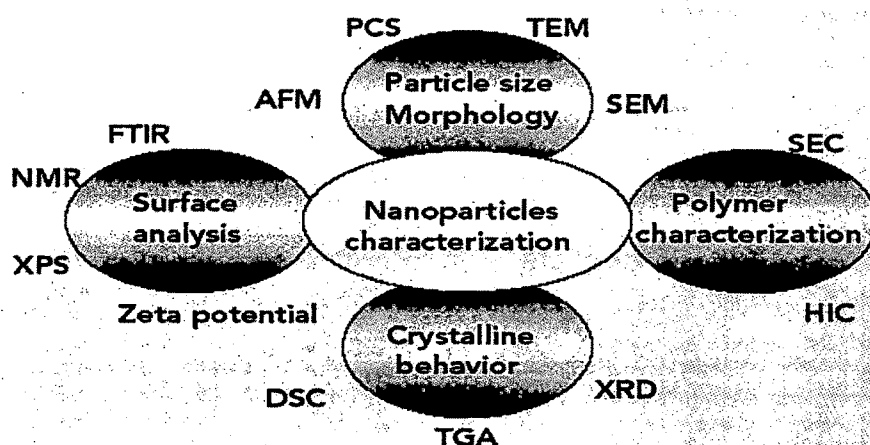 PCS
TEM
AFM
Particle size
Morphology
SEM
FTIR
NMR
XPS
Surface
analysis
Zeta potential
Nanoparticles
characterization
SEC
Polymer
characterization
HIC
Crystalline
behavior
DSC
TGA
XRD